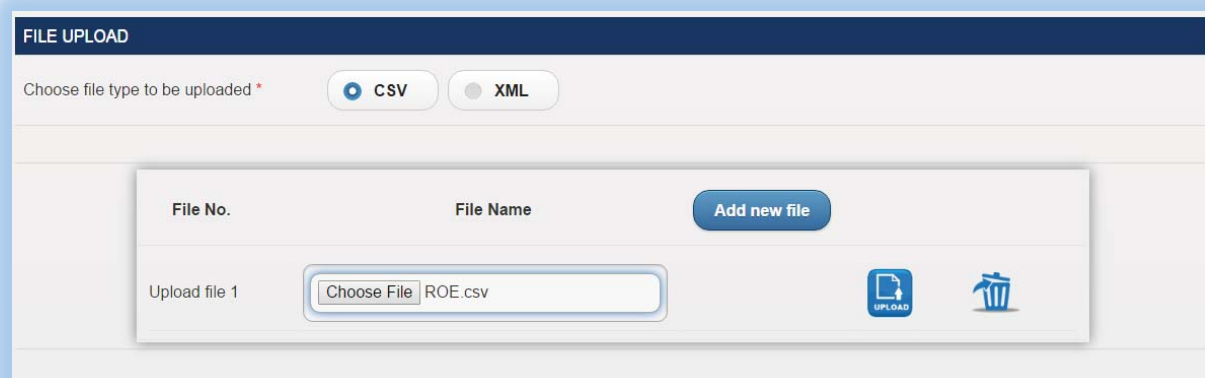 FILE UPLOAD
Choose file type to be uploaded * CSV XML
File No. File Name Add new file
Upload file 1 Choose File ROE.csv UPLOAD